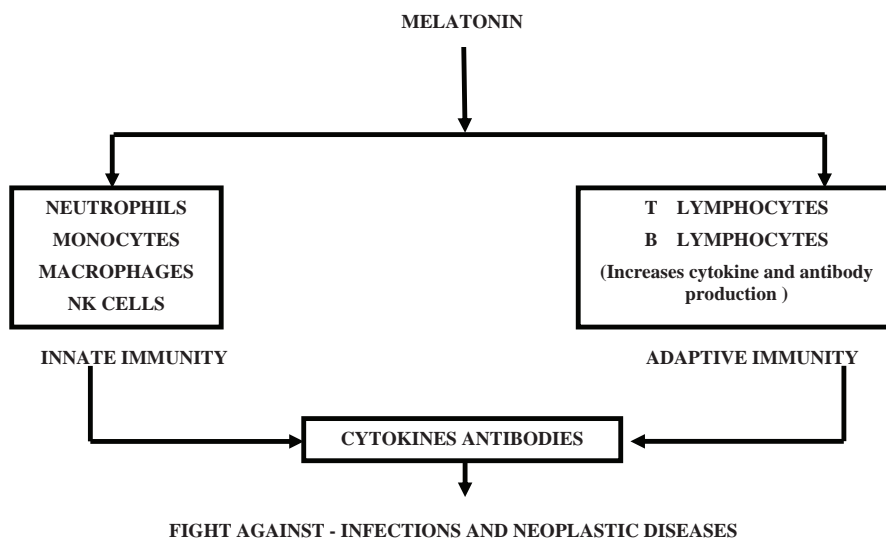 MELATONIN
NEUTROPHILS
MONOCYTES
MACROPHAGES
NK CELLS
INNATE IMMUNITY
T LYMPHOCYTES
B LYMPHOCYTES
(Increases cytokine and antibody
production )
ADAPTIVE IMMUNITY
CYTOKINES ANTIBODIES
FIGHT AGAINST - INFECTIONS AND NEOPLASTIC DISEASES